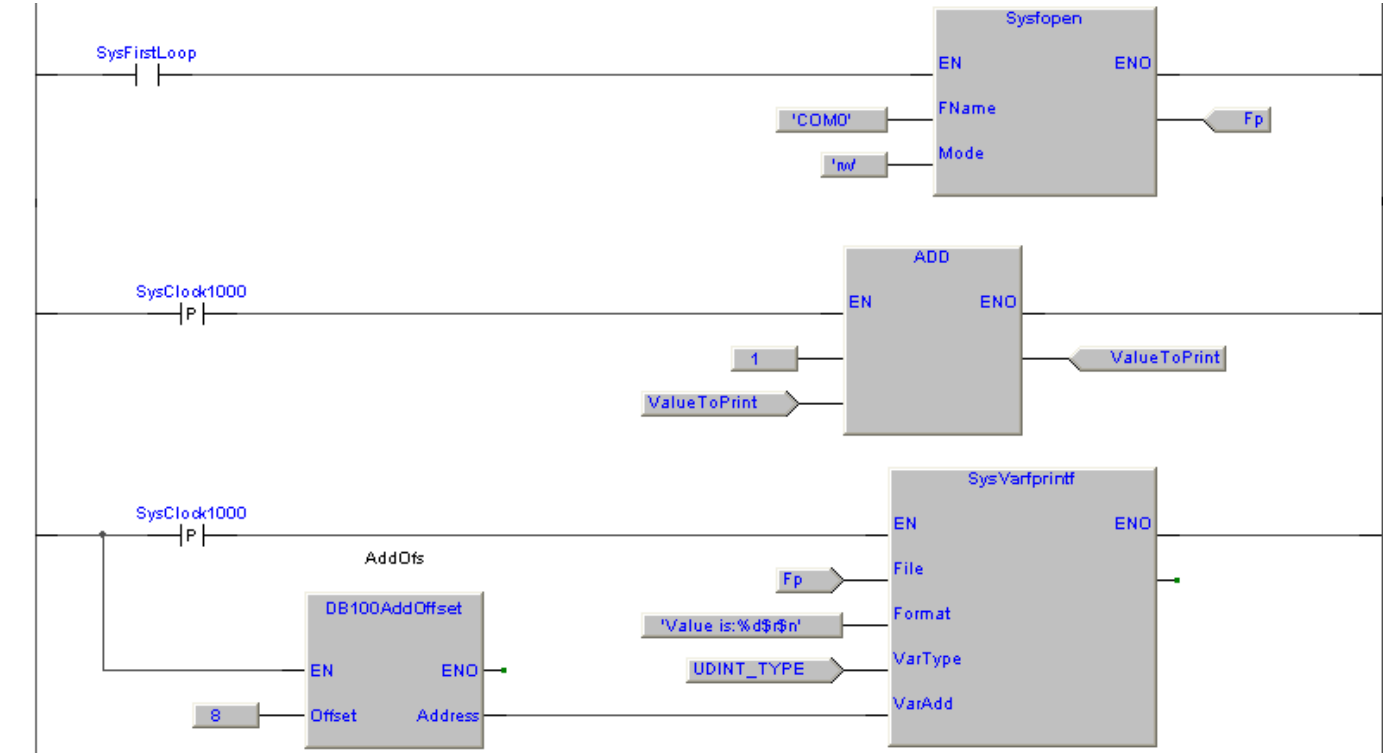 Sysfopen
SysFirstLoop
EN ENO
'COM0' FName Fp
'rw' Mode
ADD
SysClock1000
EN ENO
1 ValueToPrint
ValueToPrint
SysVarfprintf
SysClock1000
P EN ENO
AddOfs
Fp File
DB100AddOffset
'Value is:%d$r$n' Format
UDINT_TYPE VarType
EN ENO
8 Offset Address VarAdd